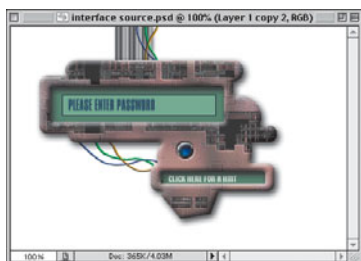 interface source.psd @ 100% (Layer 1 copy 2, RGB)
PLEASE ENTER PASSWORD
CLICK HERE FOR A HINT
100%
Doc: 365K/4.03M